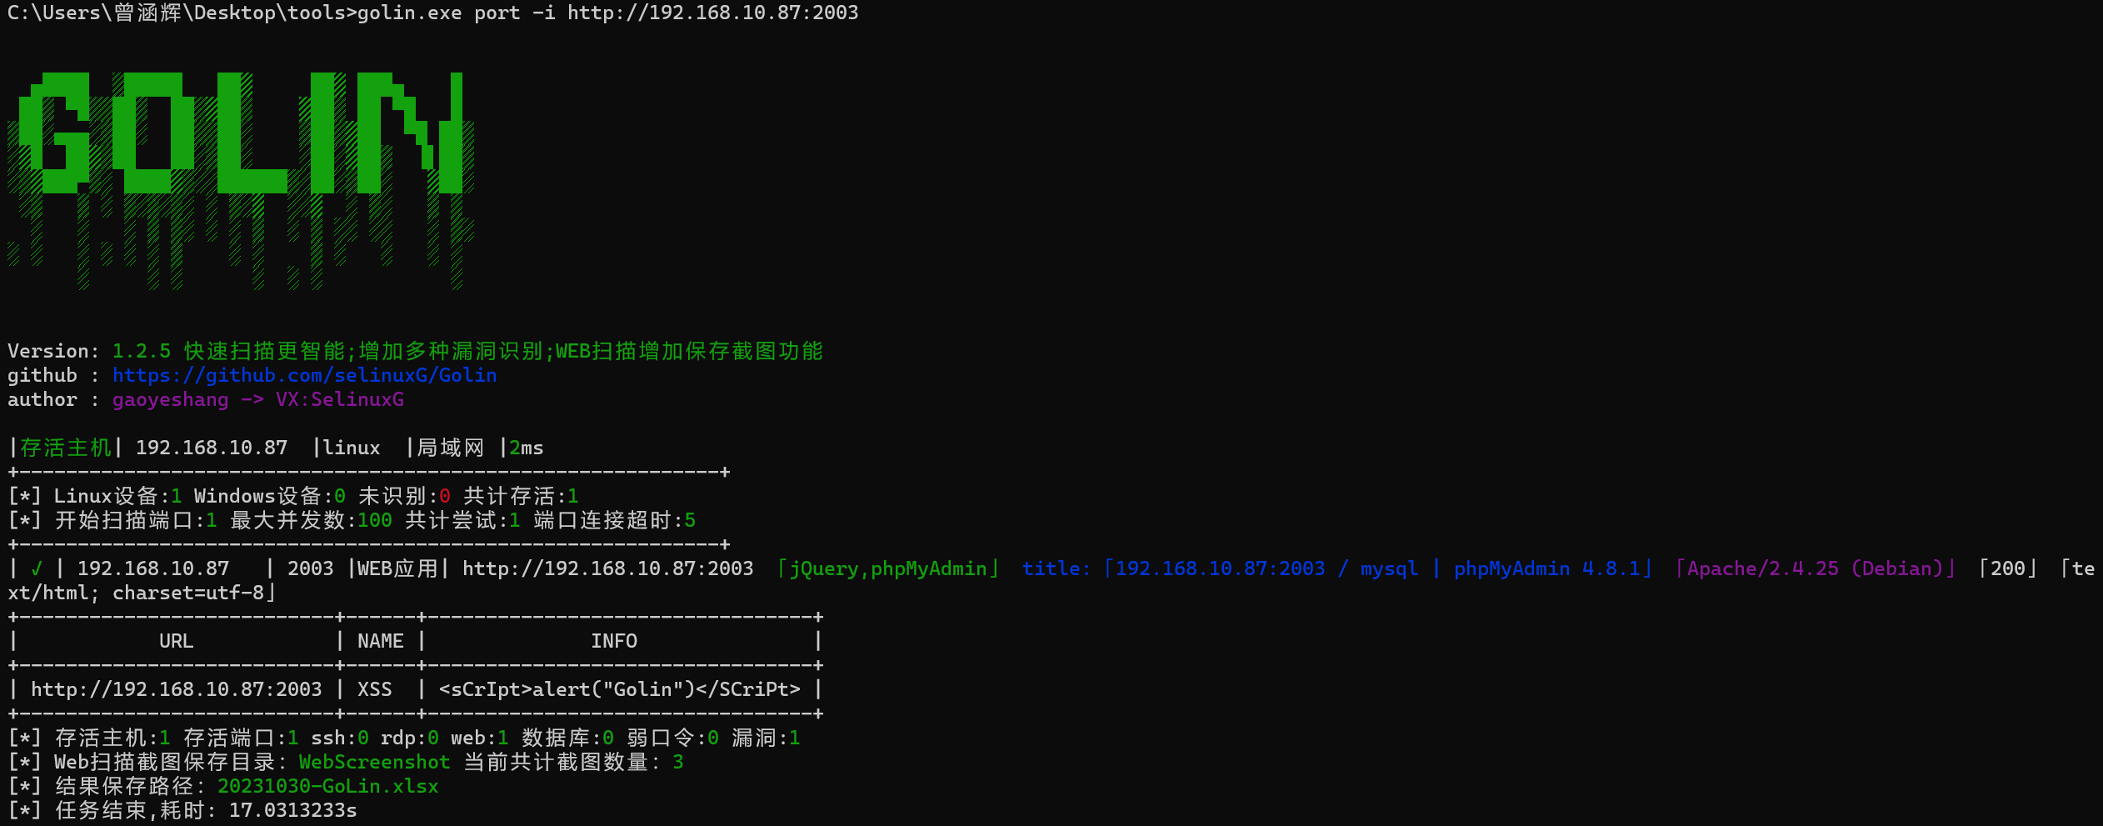 C:\Users\曾涵辉\Desktop\tools>golin.exe port -i http://192.168.10.87:2003
GOLIN
Version: 1.2.5 快速扫描更智能;增加多种漏洞识别;WEB扫描增加保存截图功能
github : https://github.com/selinuxG/Golin
author : gaoyeshang -> VX:SelinuxG
|存活主机| 192.168.10.87  |linux  |局域网 |2ms
+------------------------------------------------------------+
[*] Linux设备:1 Windows设备:0 未识别:0 共计存活:1
[*] 开始扫描端口:1 最大并发数:100 共计尝试:1 端口连接超时:5
+------------------------------------------------------------+
| √ | 192.168.10.87   | 2003 |WEB应用| http://192.168.10.87:2003  「jQuery,phpMyAdmin」 title:「192.168.10.87:2003 / mysql | phpMyAdmin 4.8.1」 「Apache/2.4.25 (Debian)」 「200」 「te
xt/html; charset=utf-8」
+---------------------------+------+---------------------------------+
|            URL            | NAME |              INFO               |
+---------------------------+------+---------------------------------+
| http://192.168.10.87:2003 | XSS  | <sCrIpt>alert("Golin")</SCriPt> |
+---------------------------+------+---------------------------------+
[*] 存活主机:1 存活端口:1 ssh:0 rdp:0 web:1 数据库:0 弱口令:0 漏洞:1
[*] Web扫描截图保存目录: WebScreenshot 当前共计截图数量: 3
[*] 结果保存路径: 20231030-GoLin.xlsx
[*] 任务结束,耗时: 17.0313233s